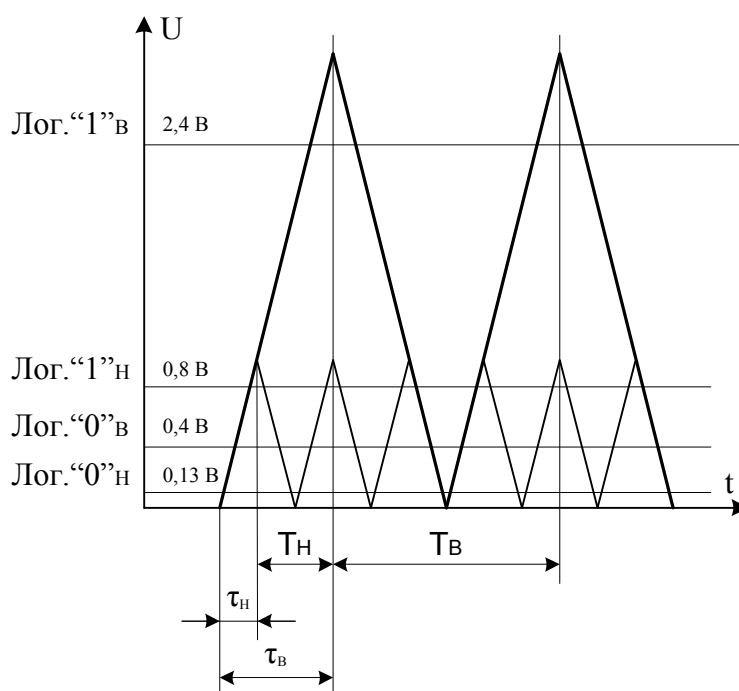 U
Лог.“1”В 2,4 В
Лог.“1”Н 0,8 В
Лог.“0”В 0,4 В
Лог.“0”Н 0,13 В
t
TН TВ
τН
τВ